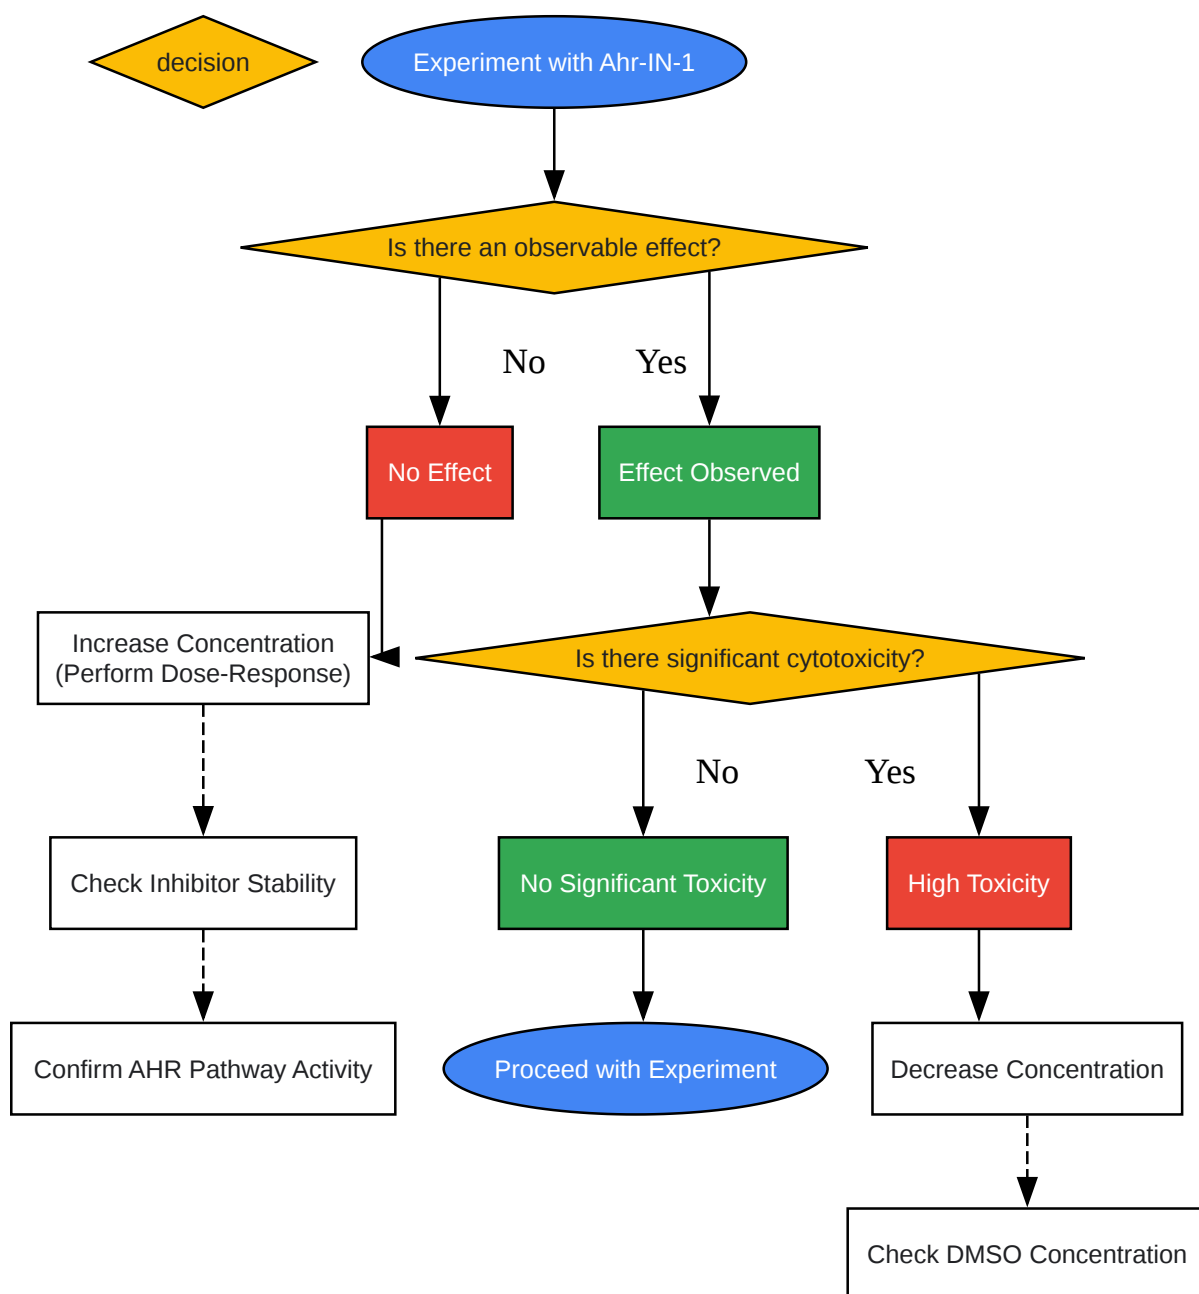 decision
Experiment with Ahr-IN-1
Is there an observable effect?
No
Yes
No Effect
Effect Observed
Increase Concentration
(Perform Dose-Response)
Is there significant cytotoxicity?
No
Yes
Check Inhibitor Stability
No Significant Toxicity
High Toxicity
Confirm AHR Pathway Activity
Proceed with Experiment
Decrease Concentration
Check DMSO Concentration